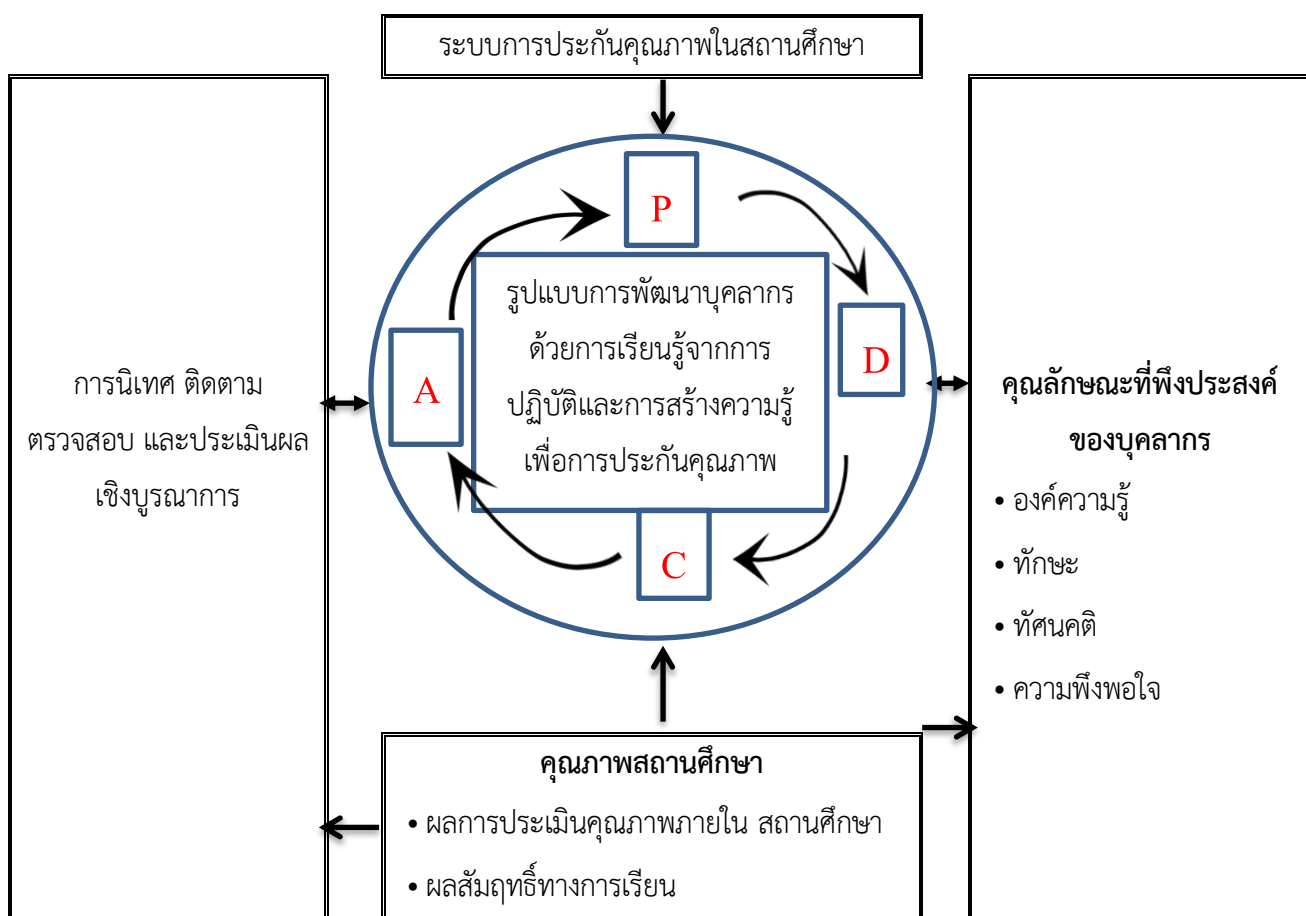 ระบบการประกันคุณภาพในสถานศึกษา
การนิเทศ ติดตาม
ตรวจสอบ และประเมินผล
เชิงบูรณาการ
P
D
C
A
รูปแบบการพัฒนาบุคลากร
ด้วยการเรียนรู้จากการ
ปฏิบัติและการสร้างความรู้
เพื่อการประกันคุณภาพ
คุณลักษณะที่พึงประสงค์
ของบุคลากร
• องค์ความรู้
• ทักษะ
• ทัศนคติ
• ความพึงพอใจ
คุณภาพสถานศึกษา
• ผลการประเมินคุณภาพภายใน สถานศึกษา
• ผลสัมฤทธิ์ทางการเรียน